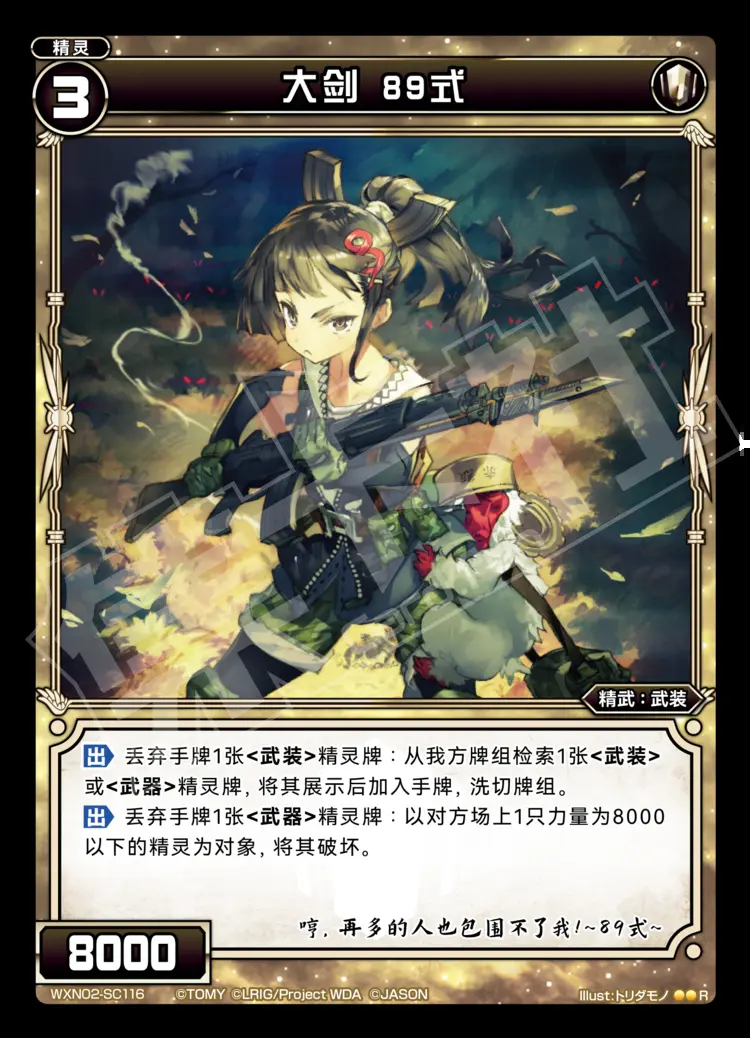 精灵
3
大剑 89式
精武：武装
出 丢弃手牌1张<武装>精灵牌：从我方牌组检索1张<武装>
或<武器>精灵牌，将其展示后加入手牌，洗切牌组。
出 丢弃手牌1张<武器>精灵牌：以对方场上1只力量为8000
以下的精灵为对象，将其破坏。
哼，再多的人也包围不了我!~89式~
8000
WXN02-SC116 ©TOMY ©LRIG/Project WDA ©JASON
Illust:トリダモノ R